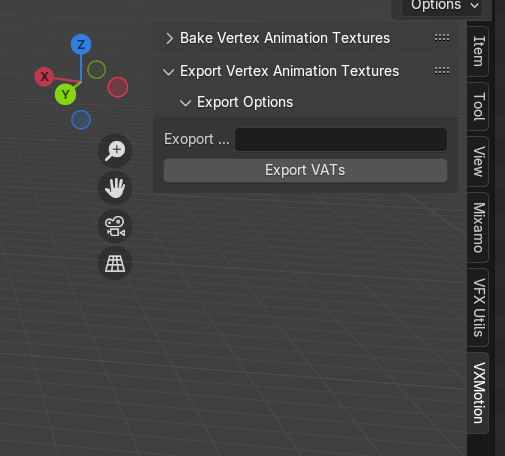 Options
Bake Vertex Animation Textures
Export Vertex Animation Textures
Export Options
Exoport ...
Export VATs
Z
X
Y
Item
Tool
View
Mixamo
VFX Utils
VXMotion